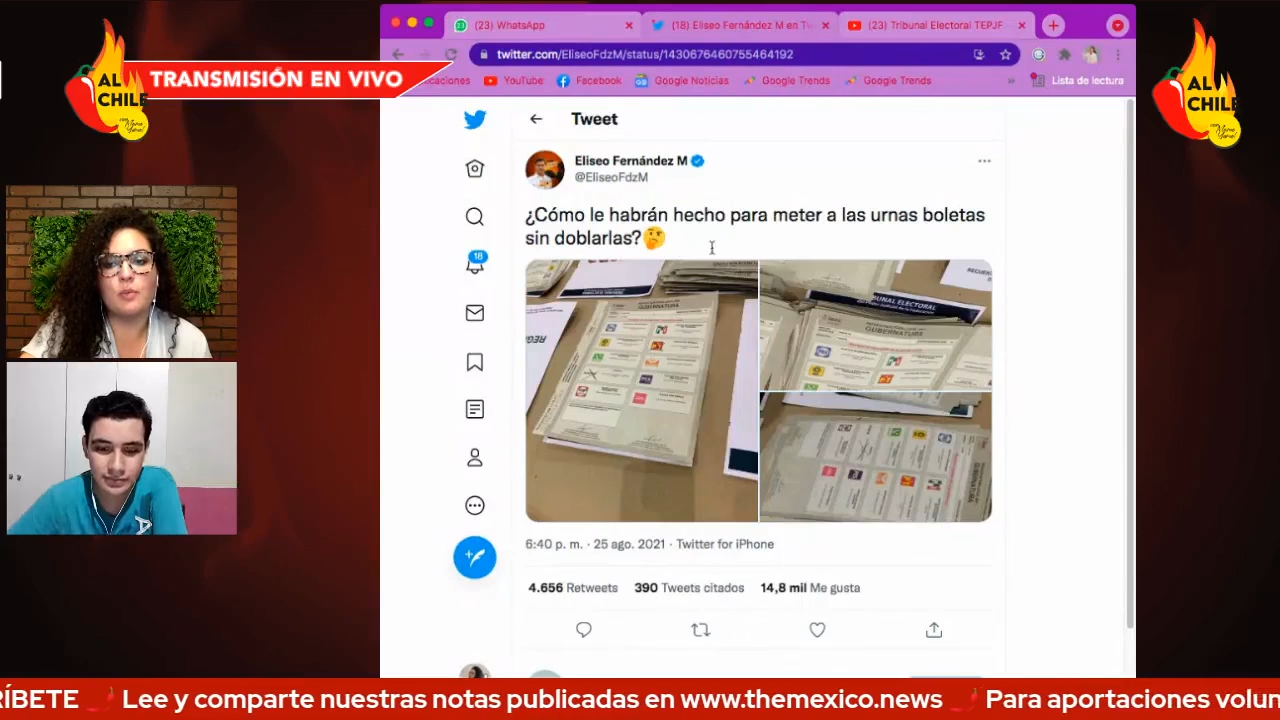 (23) WhatsApp
(18) Eliseo Fernández M en Tw
(23) Tribunal Electoral TEPJF
twitter.com/EliseoFdzM/status/1430676460755464192
caciones
YouTube
Facebook
Google Noticias
Google Trends
Google Trends
Lista de lectura
AL CHILE
TRANSMISIÓN EN VIVO
AL
CHILE
Tweet
Eliseo Fernández M
@EliseoFdzM
¿Cómo le habrán hecho para meter a las urnas boletas
sin doblarlas?🤔
18
GUBERNATURA
TRIBUNAL ELECTORAL
GUBERNATURA
6:40 p. m. · 25 ago. 2021 · Twitter for iPhone
4.656 Retweets 390 Tweets citados 14,8 mil Me gusta
RÍBETE 🌶️ Lee y comparte nuestras notas publicadas en www.themexico.news 🌶️ Para aportaciones volun